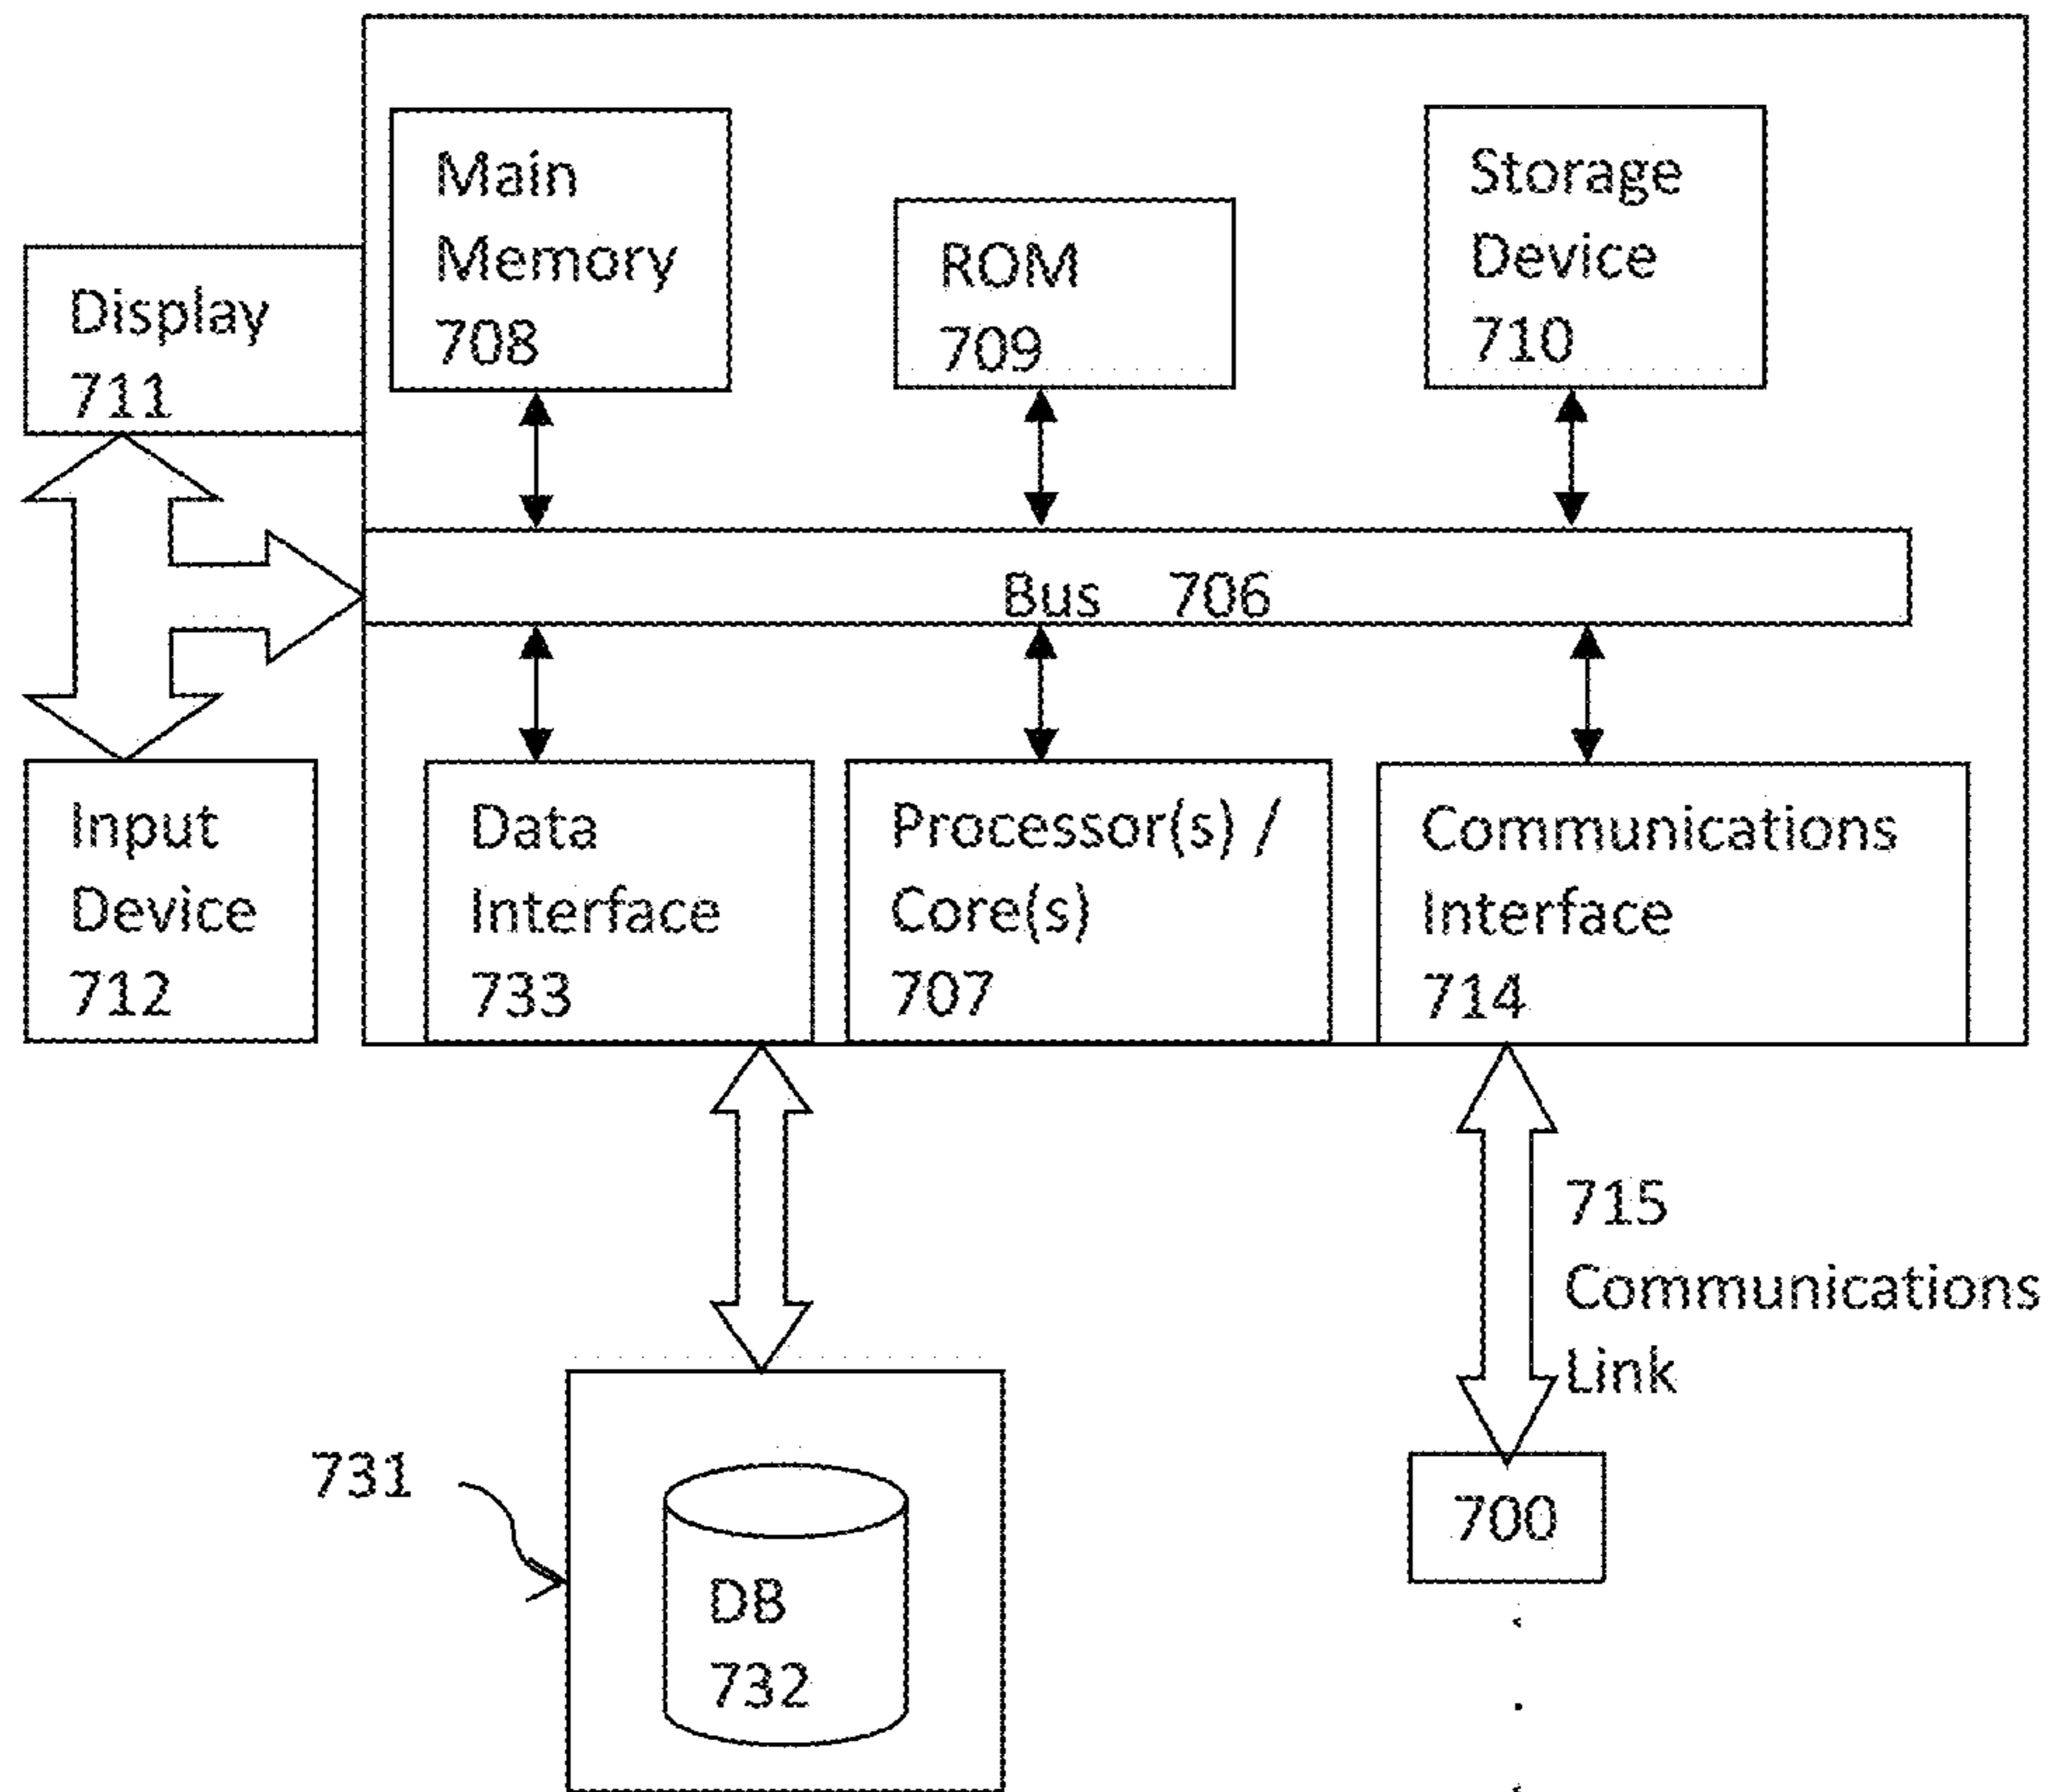 Main
Memory
708
ROM
709
Storage
Device
710
Display
711
Bus 706
Input
Device
712
Data
Interface
733
Processor(s) /
Core(s)
707
Communications
Interface
714
715
Communications
Link
731
DB
732
700